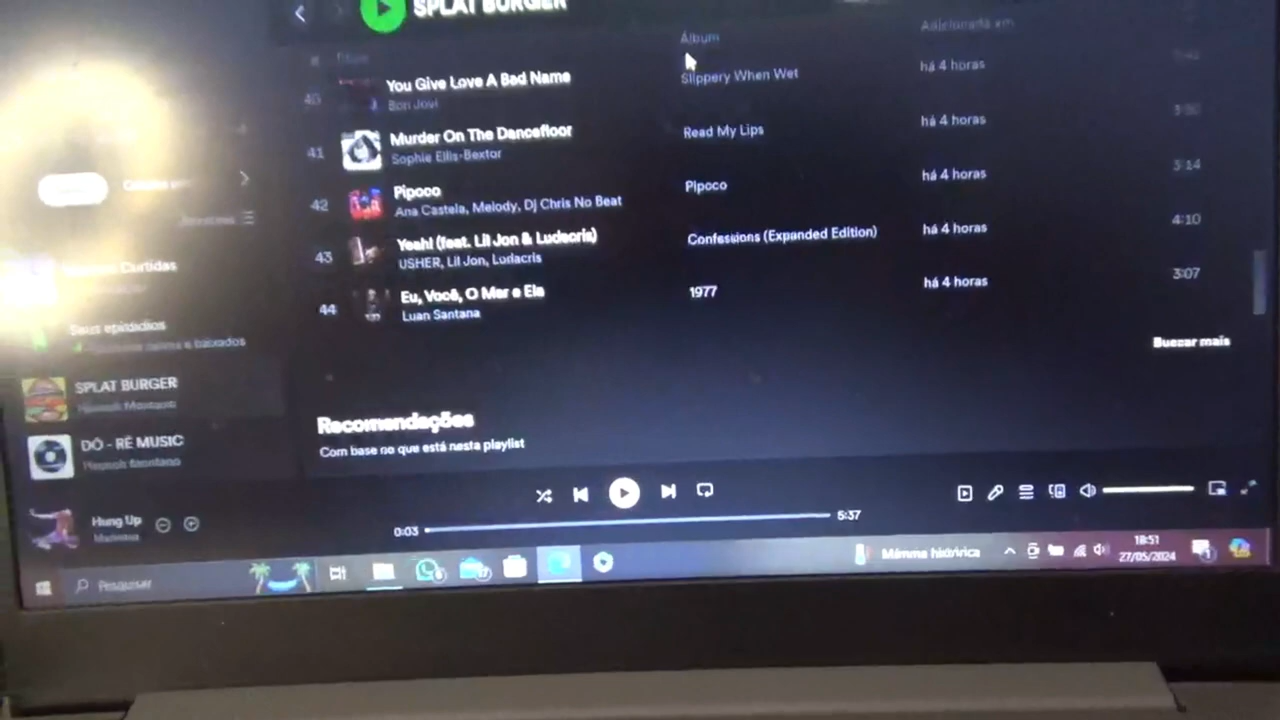 SPLAT BURGER
Álbum
Adicionada em
You Give Love A Bad Name
Bon Jovi
Slippery When Wet
há 4 horas
41
Murder On The Dancefloor
Sophie Ellis-Bextor
Read My Lips
há 4 horas
42
Pipoco
Ana Castela, Melody, Dj Chris No Beat
Pipoco
há 4 horas
3:14
43
Yeah! (feat. Lil Jon & Ludacris)
USHER, Lil Jon, Ludacris
Confessions (Expanded Edition)
há 4 horas
4:10
44
Eu, Você, O Mar e Ela
Luan Santana
1977
há 4 horas
3:07
Buscar mais
Curtidas
Seus episódios
SPLAT BURGER
DÓ - RÉ MUSIC
Recomendações
Com base no que está nesta playlist
Hung Up
Madonna
0:03
5:37
Pesquisar
18:51
27/05/2024